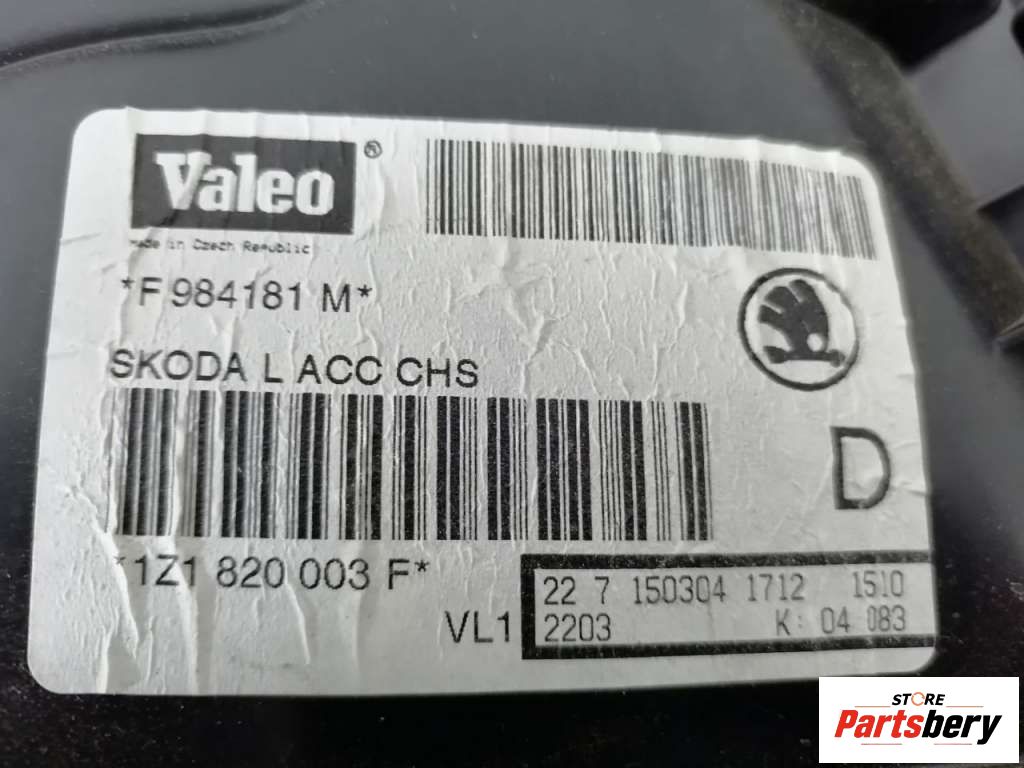 Valeo®
made in Czech Republic
*F 984181 M*
SKODA L ACC CHS
D
*1Z1 820 003 F*
VL1
22 7 150304 1712 1510
2203 K: 04 083
STORE
Partsbery